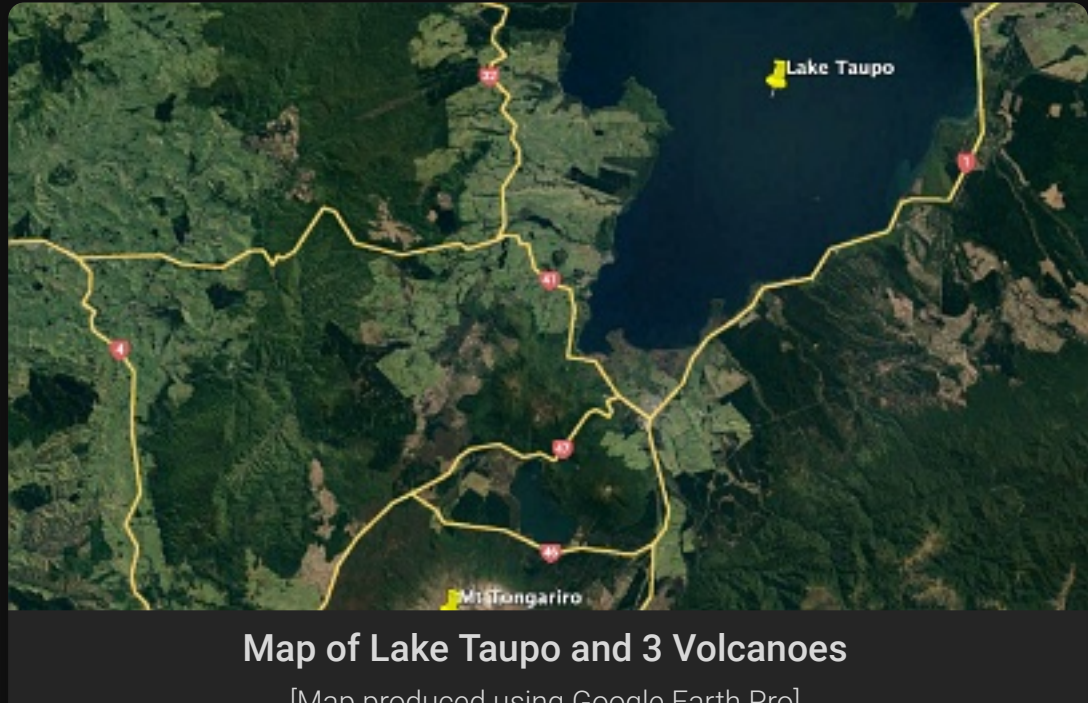 32
Lake Taupo
1
41
4
47
46
Mt Tongariro
Map of Lake Taupo and 3 Volcanoes
[Map produced using Google Earth Pro]